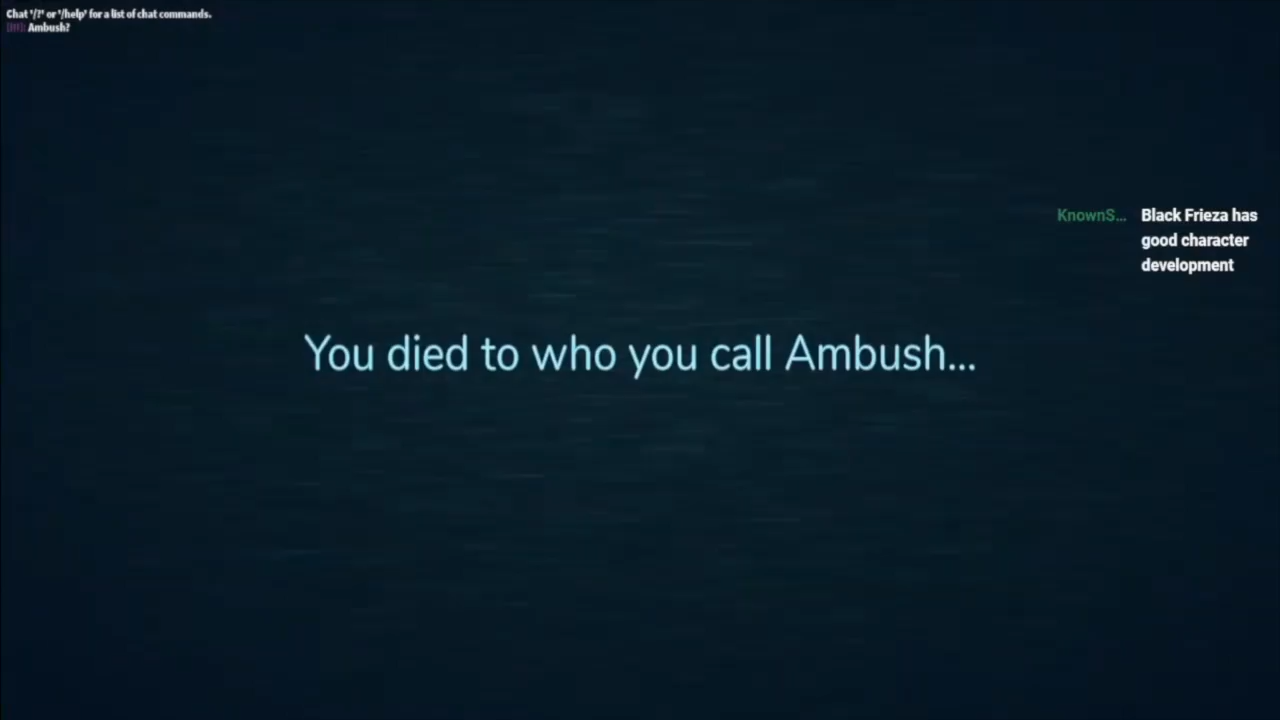 Chat '/?' or '/help' for a list of chat commands.
Ambush?
KnownS... Black Frieza has
good character
development
You died to who you call Ambush...